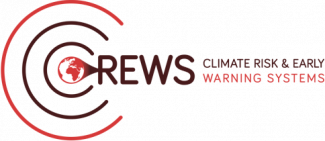 CREWS
CLIMATE RISK & EARLY
WARNING SYSTEMS